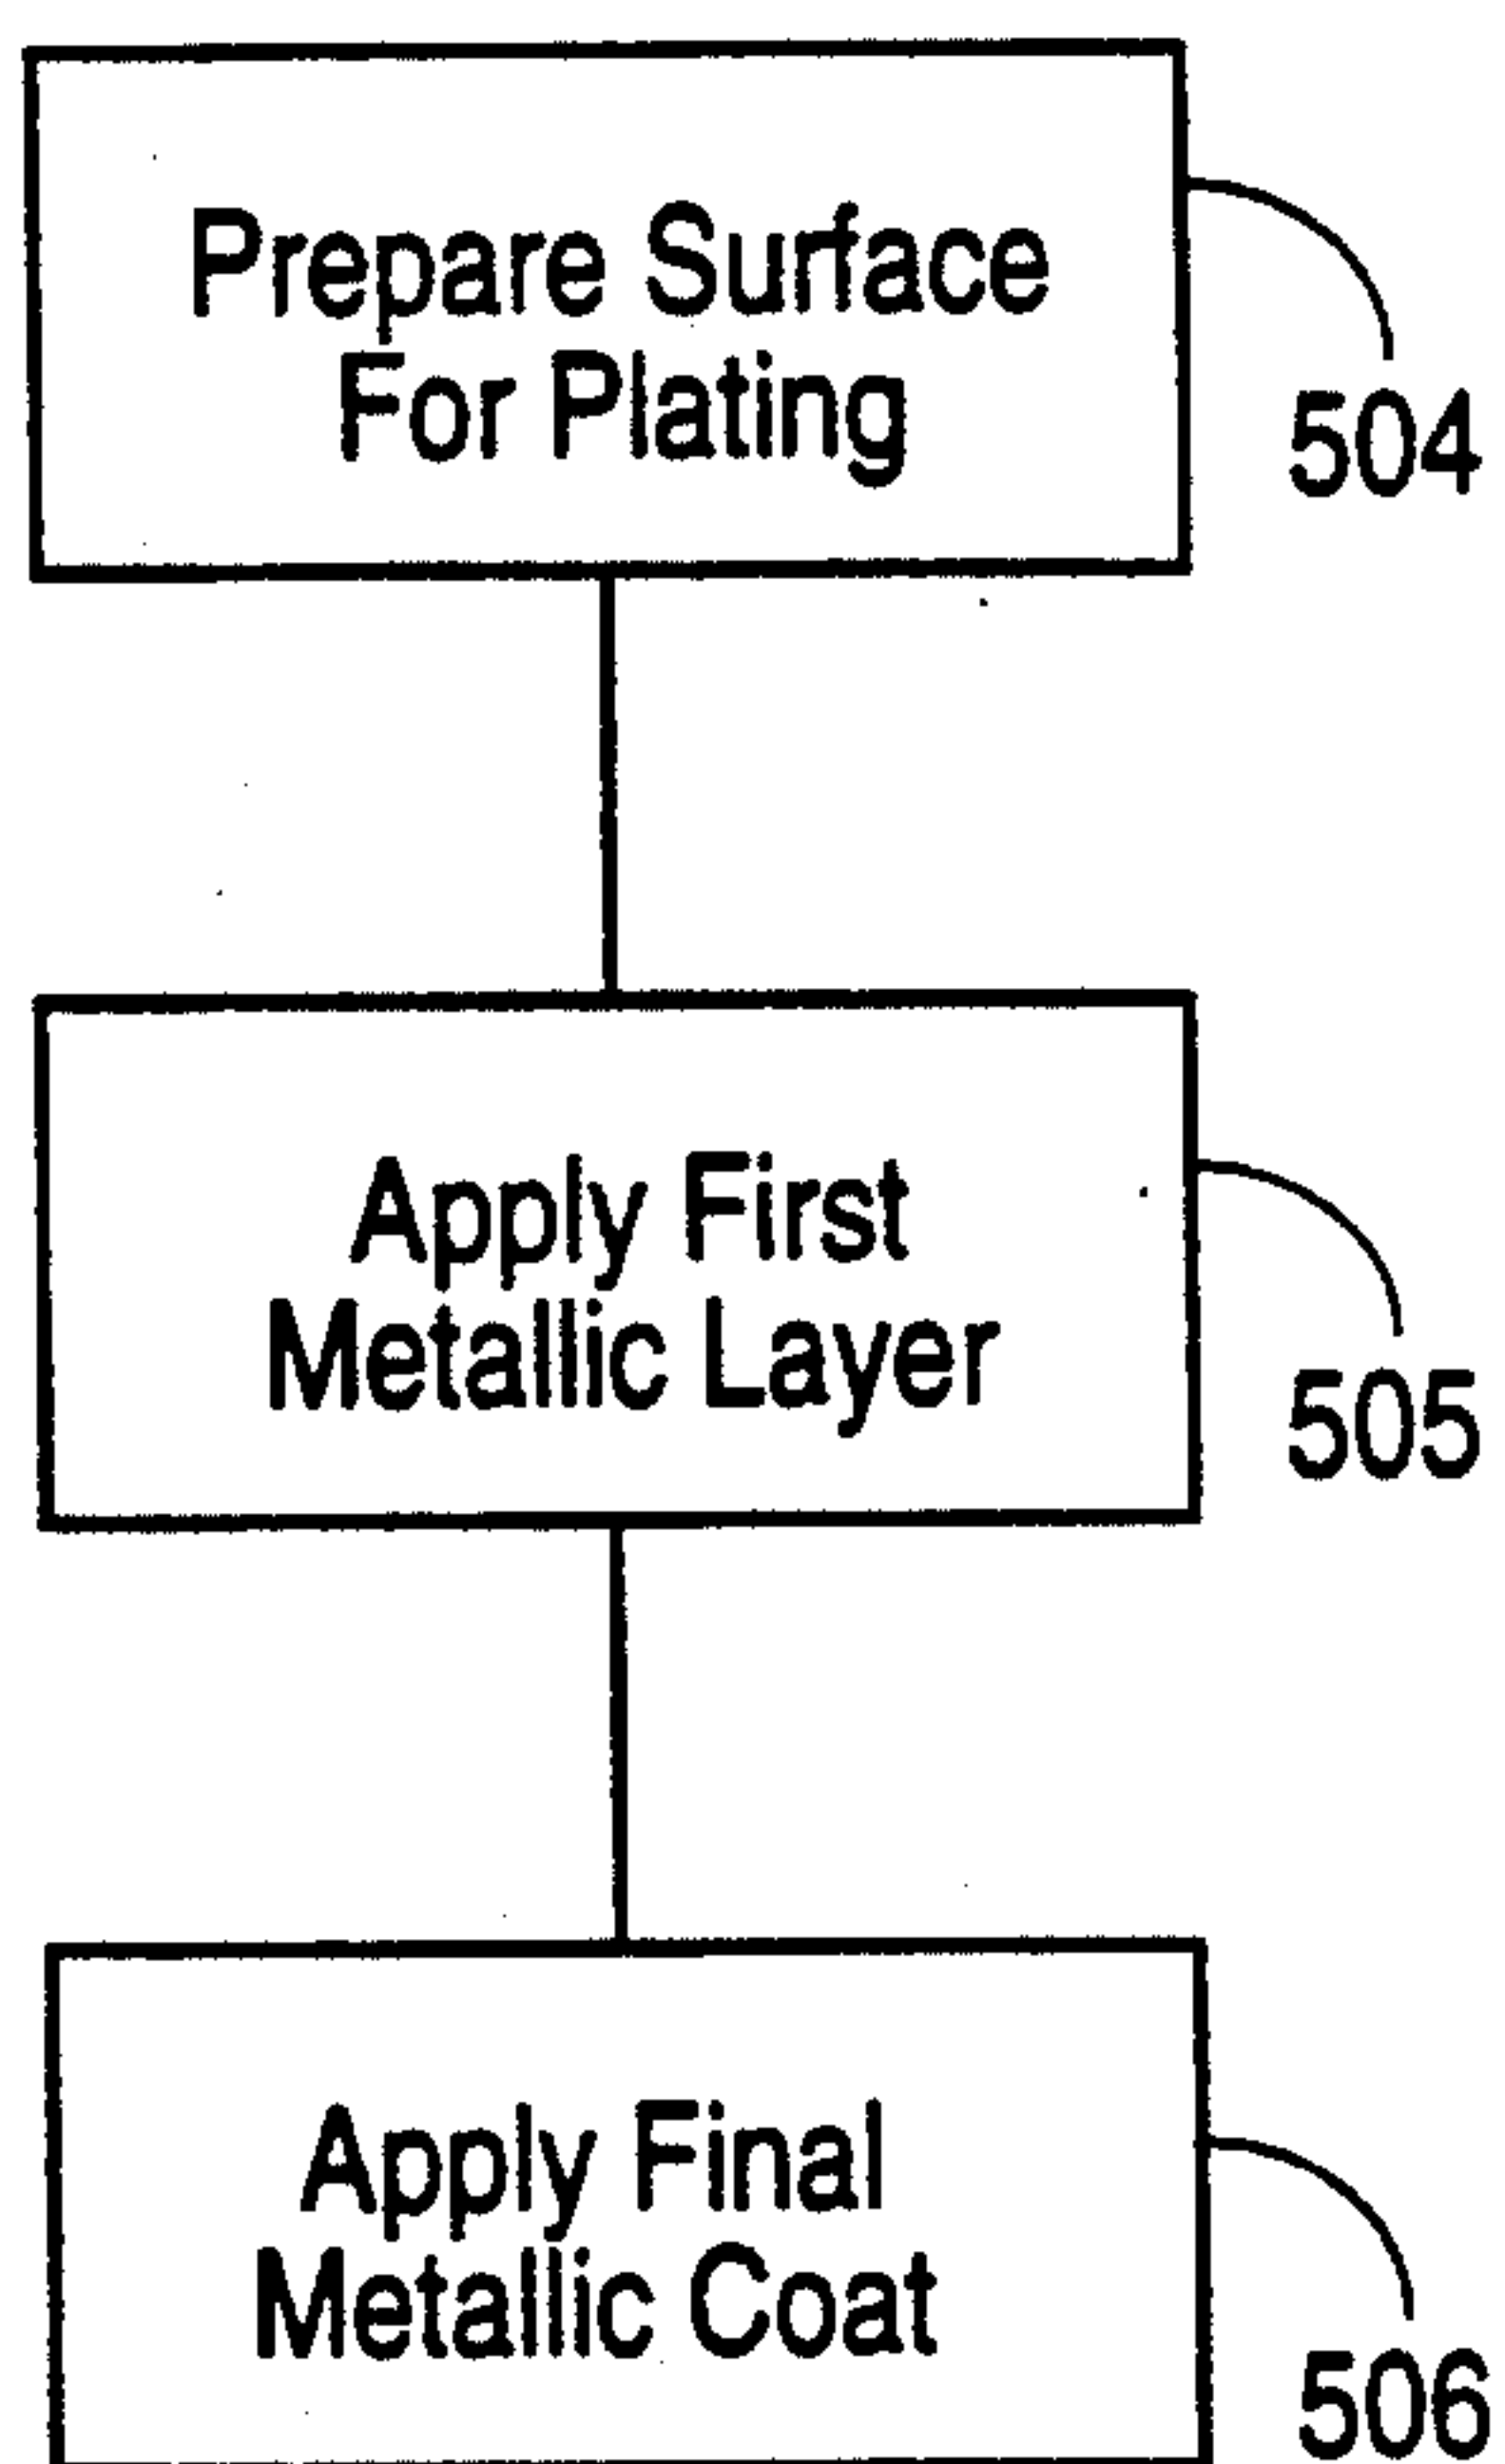 Prepare Surface
For Plating
504
Apply First
Metallic Layer
505
Apply Final
Metallic Coat
506